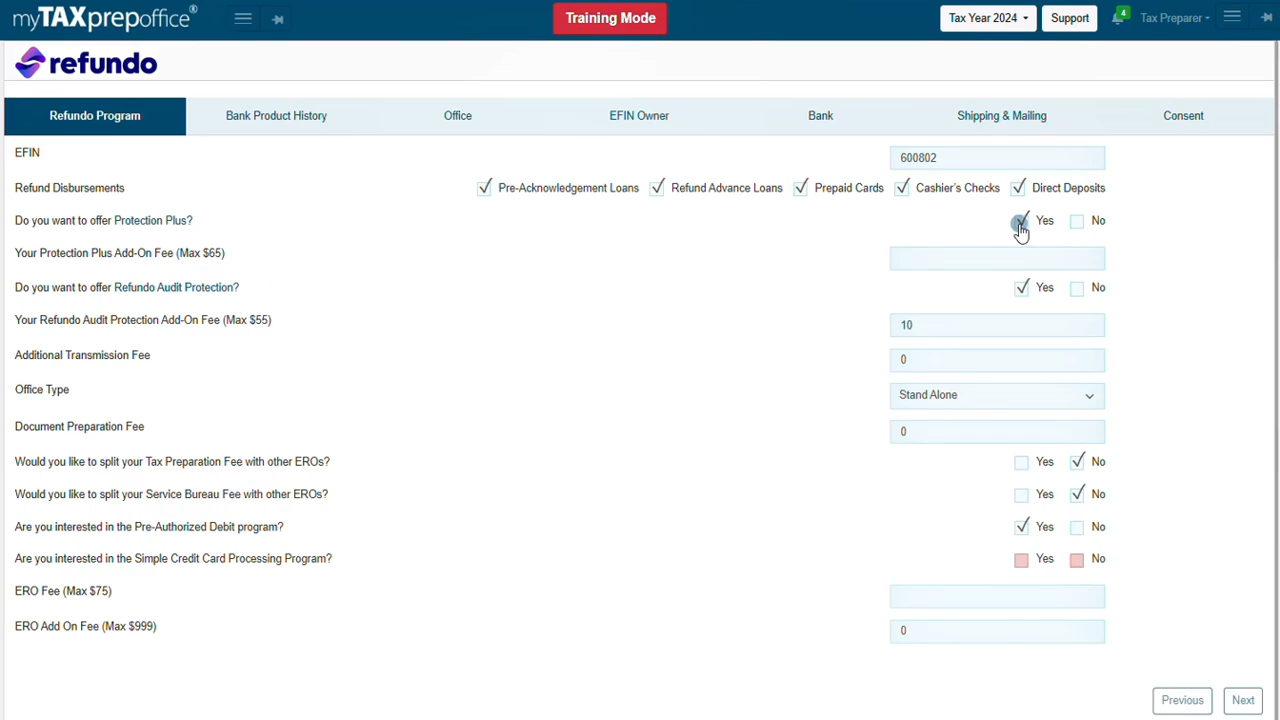 myTAXprepoffice®
Training Mode
Tax Year 2024
Support
4
Tax Preparer
refundo
Refundo Program
Bank Product History
Office
EFIN Owner
Bank
Shipping & Mailing
Consent
EFIN
600802
Refund Disbursements
Pre-Acknowledgement Loans
Refund Advance Loans
Prepaid Cards
Cashier's Checks
Direct Deposits
Do you want to offer Protection Plus?
Yes
No
Your Protection Plus Add-On Fee (Max $65)
Do you want to offer Refundo Audit Protection?
Yes
No
Your Refundo Audit Protection Add-On Fee (Max $55)
10
Additional Transmission Fee
0
Office Type
Stand Alone
Document Preparation Fee
0
Would you like to split your Tax Preparation Fee with other EROs?
Yes
No
Would you like to split your Service Bureau Fee with other EROs?
Yes
No
Are you interested in the Pre-Authorized Debit program?
Yes
No
Are you interested in the Simple Credit Card Processing Program?
Yes
No
ERO Fee (Max $75)
ERO Add On Fee (Max $999)
0
Previous
Next